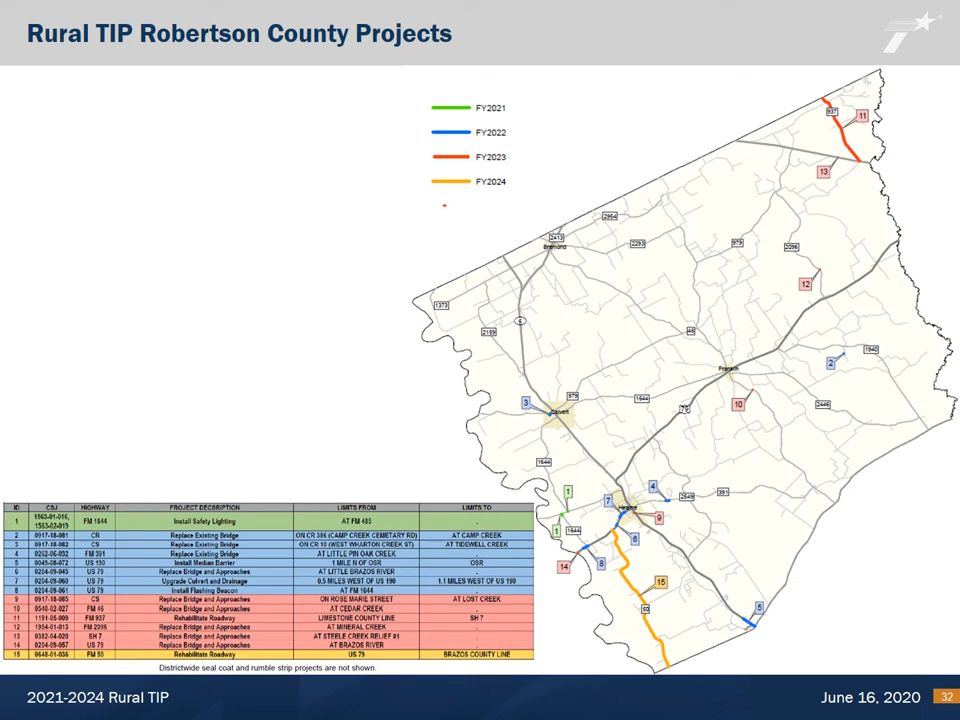 Rural TIP Robertson County Projects
FY2021
FY2022
FY2023
FY2024
937
11
13
2954
2413
Bremond
2293
979
2096
12
1373
6
2159
46
1940
2
Franklin
3
979
1644
10
79
2446
Calvert
1644
1
4
2549
391
7
Hearne
9
1
1644
6
14
8
15
50
5
ID CSJ HIGHWAY PROJECT DECSRIPTION LIMITS FROM LIMITS TO
1 1563-01-016, 1563-02-019 FM 1644 Install Safety Lighting AT FM 485 .
2 0917-18-081 CR Replace Existing Bridge ON CR 386 (CAMP CREEK CEMETARY RD) AT CAMP CREEK
3 0917-18-082 CS Replace Existing Bridge ON CR 10 (WEST WHARTON CREEK ST) AT TIDEWELL CREEK
4 0262-06-032 FM 391 Replace Existing Bridge AT LITTLE PIN OAK CREEK .
5 0049-08-072 US 190 Install Median Barrier 1 MILE N OF OSR OSR
6 0204-09-045 US 79 Replace Bridge and Approaches AT LITTLE BRAZOS RIVER .
7 0204-09-060 US 79 Upgrade Culvert and Drainage 0.5 MILES WEST OF US 190 1.1 MILES WEST OF US 190
8 0204-09-061 US 79 Install Flashing Beacon AT FM 1644
9 0917-18-085 CS Replace Bridge and Approaches ON ROSE MARIE STREET AT LOST CREEK
10 0540-02-027 FM 46 Replace Bridge and Approaches AT CEDAR CREEK .
11 1191-05-009 FM 937 Rehabilitate Roadway LIMESTONE COUNTY LINE SH 7
12 1954-01-013 FM 2096 Replace Bridge and Approaches AT MINERAL CREEK .
13 0382-04-020 SH 7 Replace Bridge and Approaches AT STEELE CREEK RELIEF #1 .
14 0204-09-057 US 79 Replace Bridge and Approaches AT BRAZOS RIVER .
15 0648-01-036 FM 50 Rehabilitate Roadway US 79 BRAZOS COUNTY LINE
Districtwide seal coat and rumble strip projects are not shown.
2021-2024 Rural TIP
June 16, 2020
32